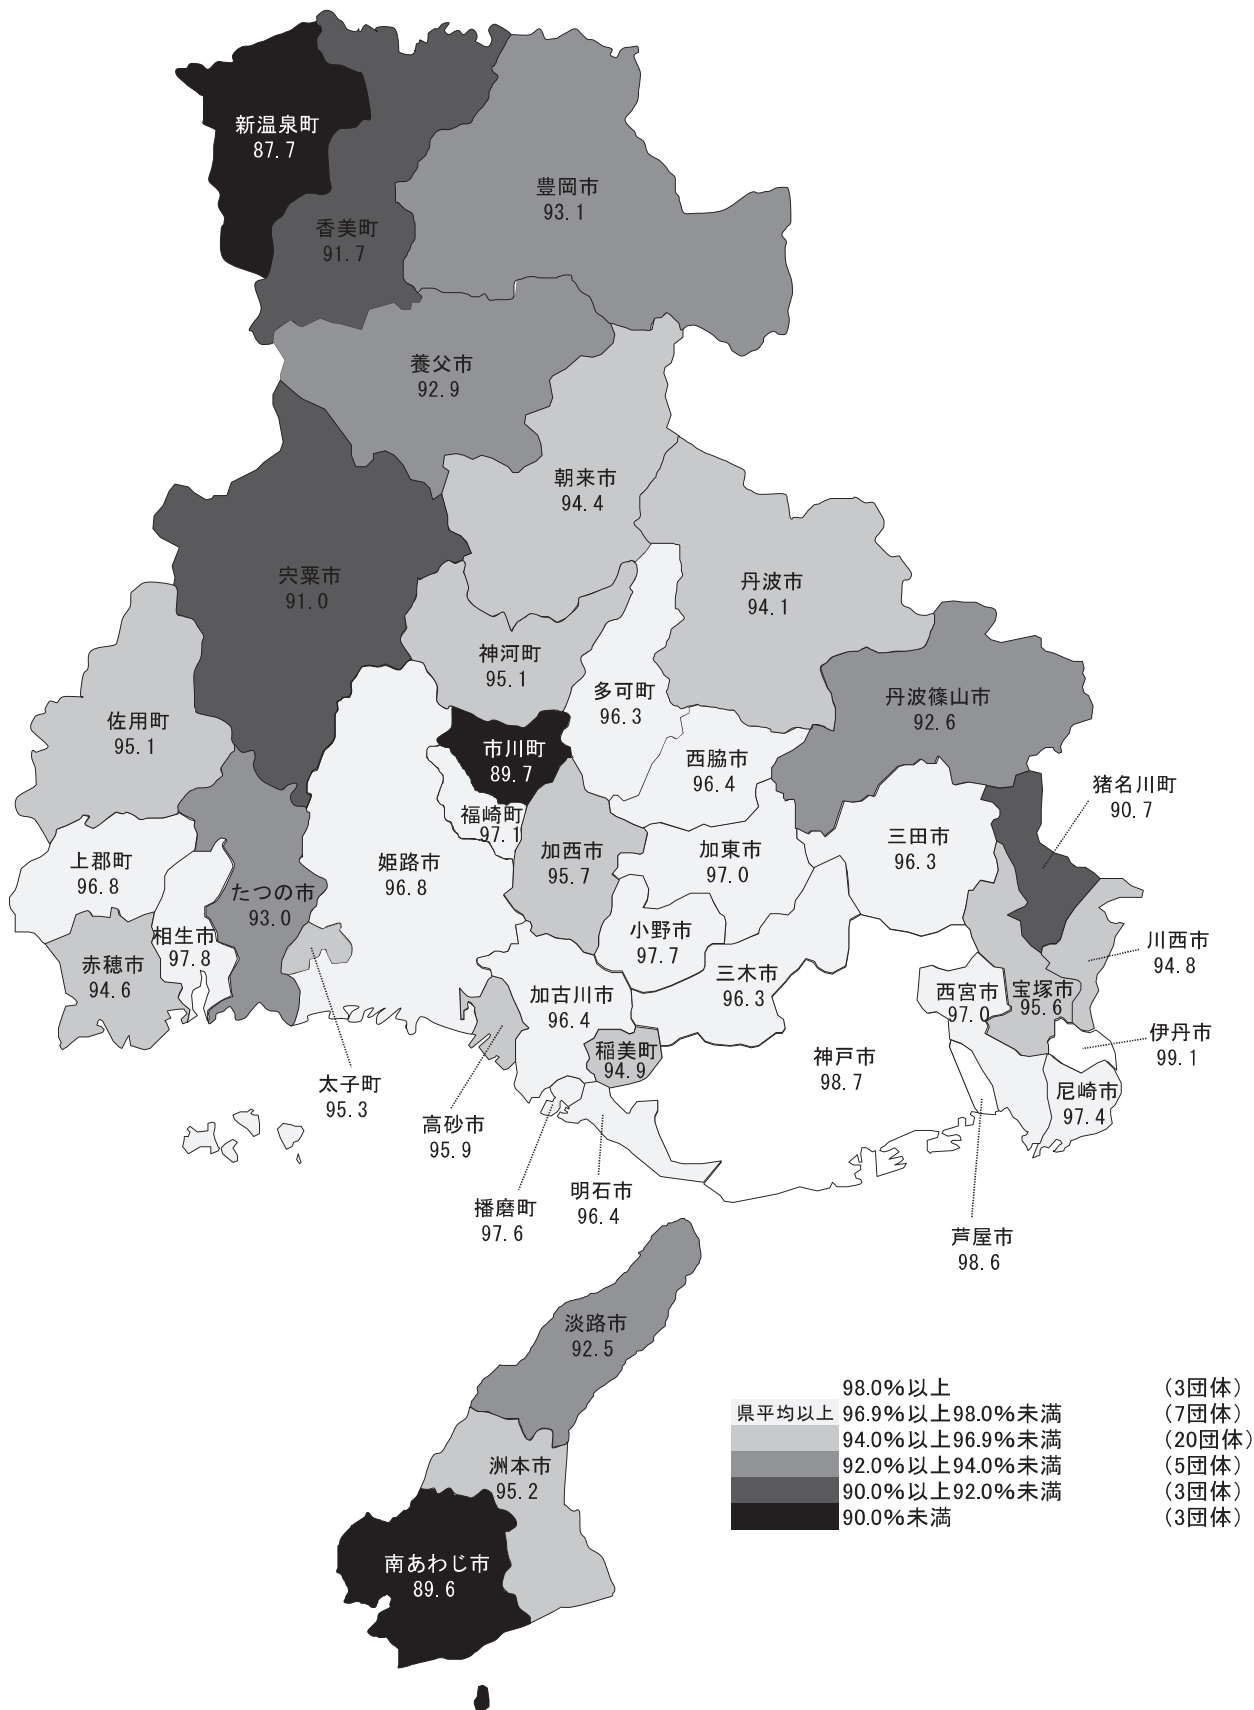 新温泉町
87.7
豊岡市
93.1
香美町
91.7
養父市
92.9
朝来市
94.4
宍粟市
91.0
丹波市
94.1
神河町
95.1
多可町
96.3
丹波篠山市
92.6
佐用町
95.1
市川町
89.7
西脇市
96.4
猪名川町
90.7
福崎町
97.1
三田市
96.3
加西市
95.7
加東市
97.0
上郡町
96.8
姫路市
96.8
たつの市
93.0
小野市
97.7
相生市
97.8
川西市
94.8
赤穂市
94.6
三木市
96.3
加古川市
96.4
西宮市
97.0
宝塚市
95.6
伊丹市
99.1
稲美町
94.9
神戸市
98.7
太子町
95.3
尼崎市
97.4
高砂市
95.9
明石市
96.4
播磨町
97.6
芦屋市
98.6
淡路市
92.5
洲本市
95.2
南あわじ市
89.6
98.0%以上 (3団体)
県平均以上 96.9%以上98.0%未満 (7団体)
94.0%以上96.9%未満 (20団体)
92.0%以上94.0%未満 (5団体)
90.0%以上92.0%未満 (3団体)
90.0%未満 (3団体)